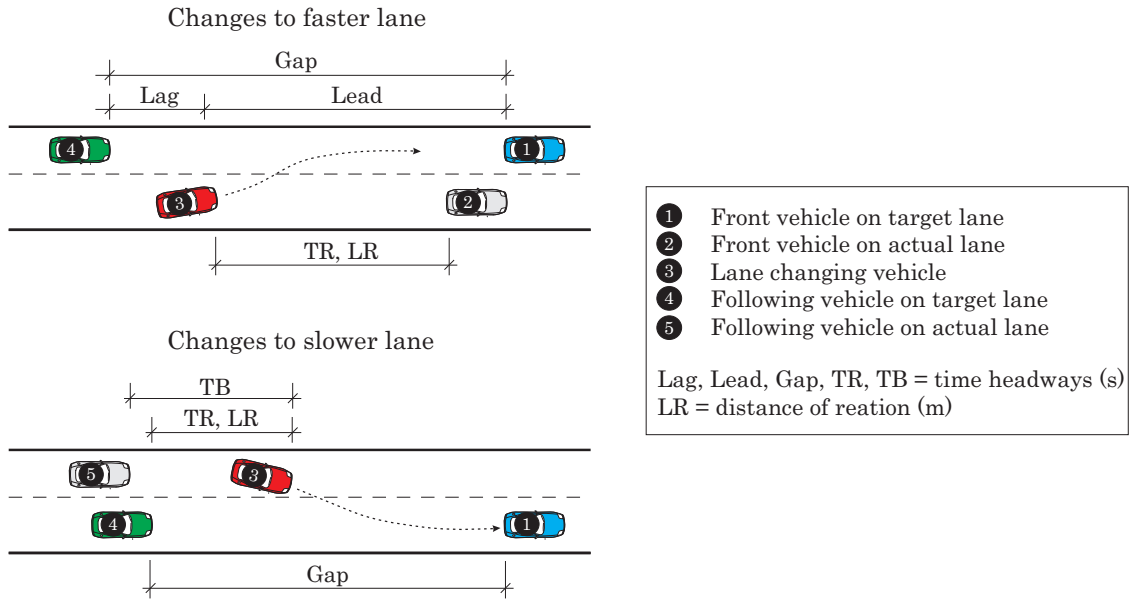 Changes to faster lane
Gap
Lag Lead
4 1
3 2
TR, LR
Changes to slower lane
TB
TR, LR
5 3
4 1
Gap
1 Front vehicle on target lane
2 Front vehicle on actual lane
3 Lane changing vehicle
4 Following vehicle on target lane
5 Following vehicle on actual lane
Lag, Lead, Gap, TR, TB = time headways (s)
LR = distance of reation (m)